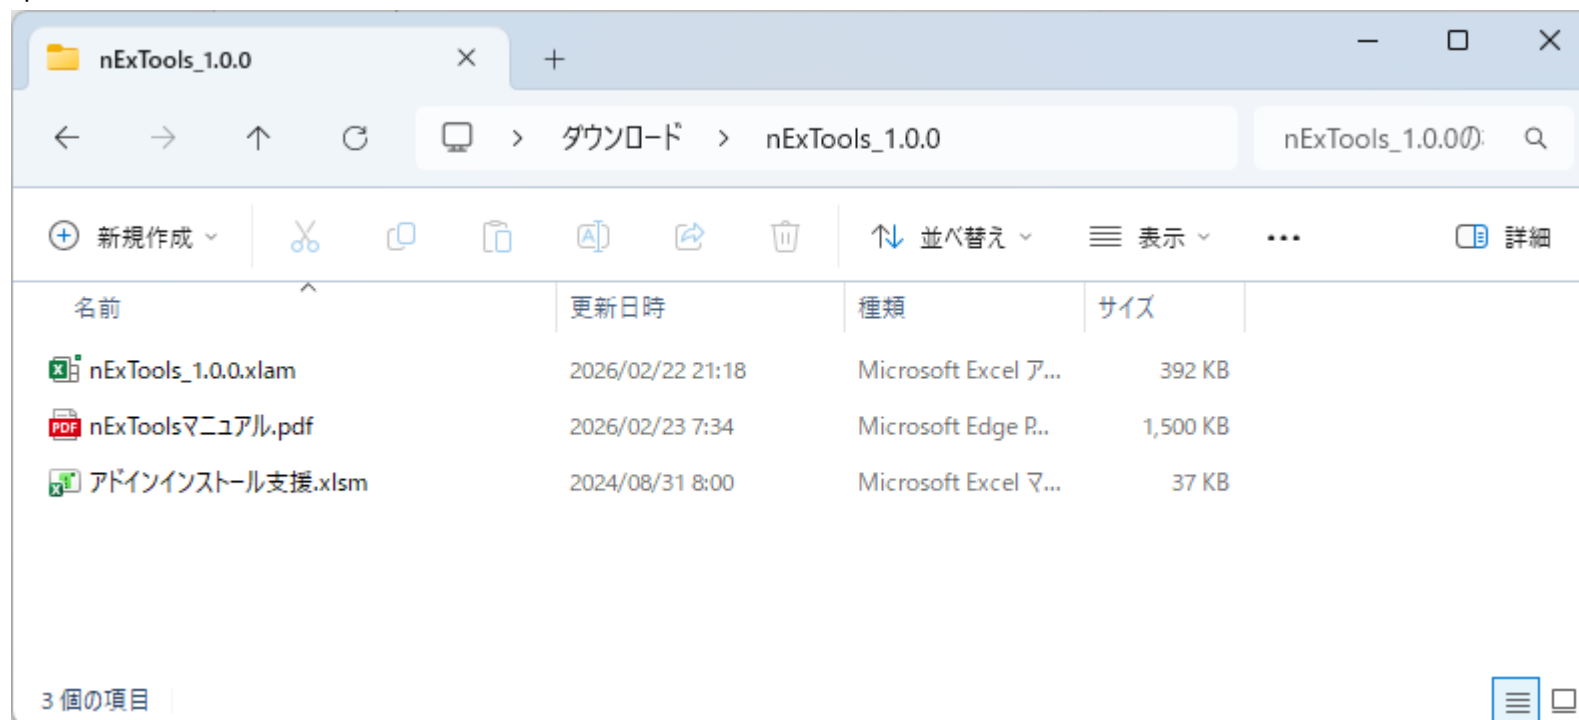 nExTools_1.0.0
ダウンロード > nExTools_1.0.0
nExTools_1.0.0の
新規作成
並べ替え
表示
詳細
名前 更新日時 種類 サイズ
nExTools_1.0.0.xlam 2026/02/22 21:18 Microsoft Excel ア... 392 KB
nExToolsマニュアル.pdf 2026/02/23 7:34 Microsoft Edge P... 1,500 KB
アドインインストール支援.xlsm 2024/08/31 8:00 Microsoft Excel マ... 37 KB
3 個の項目